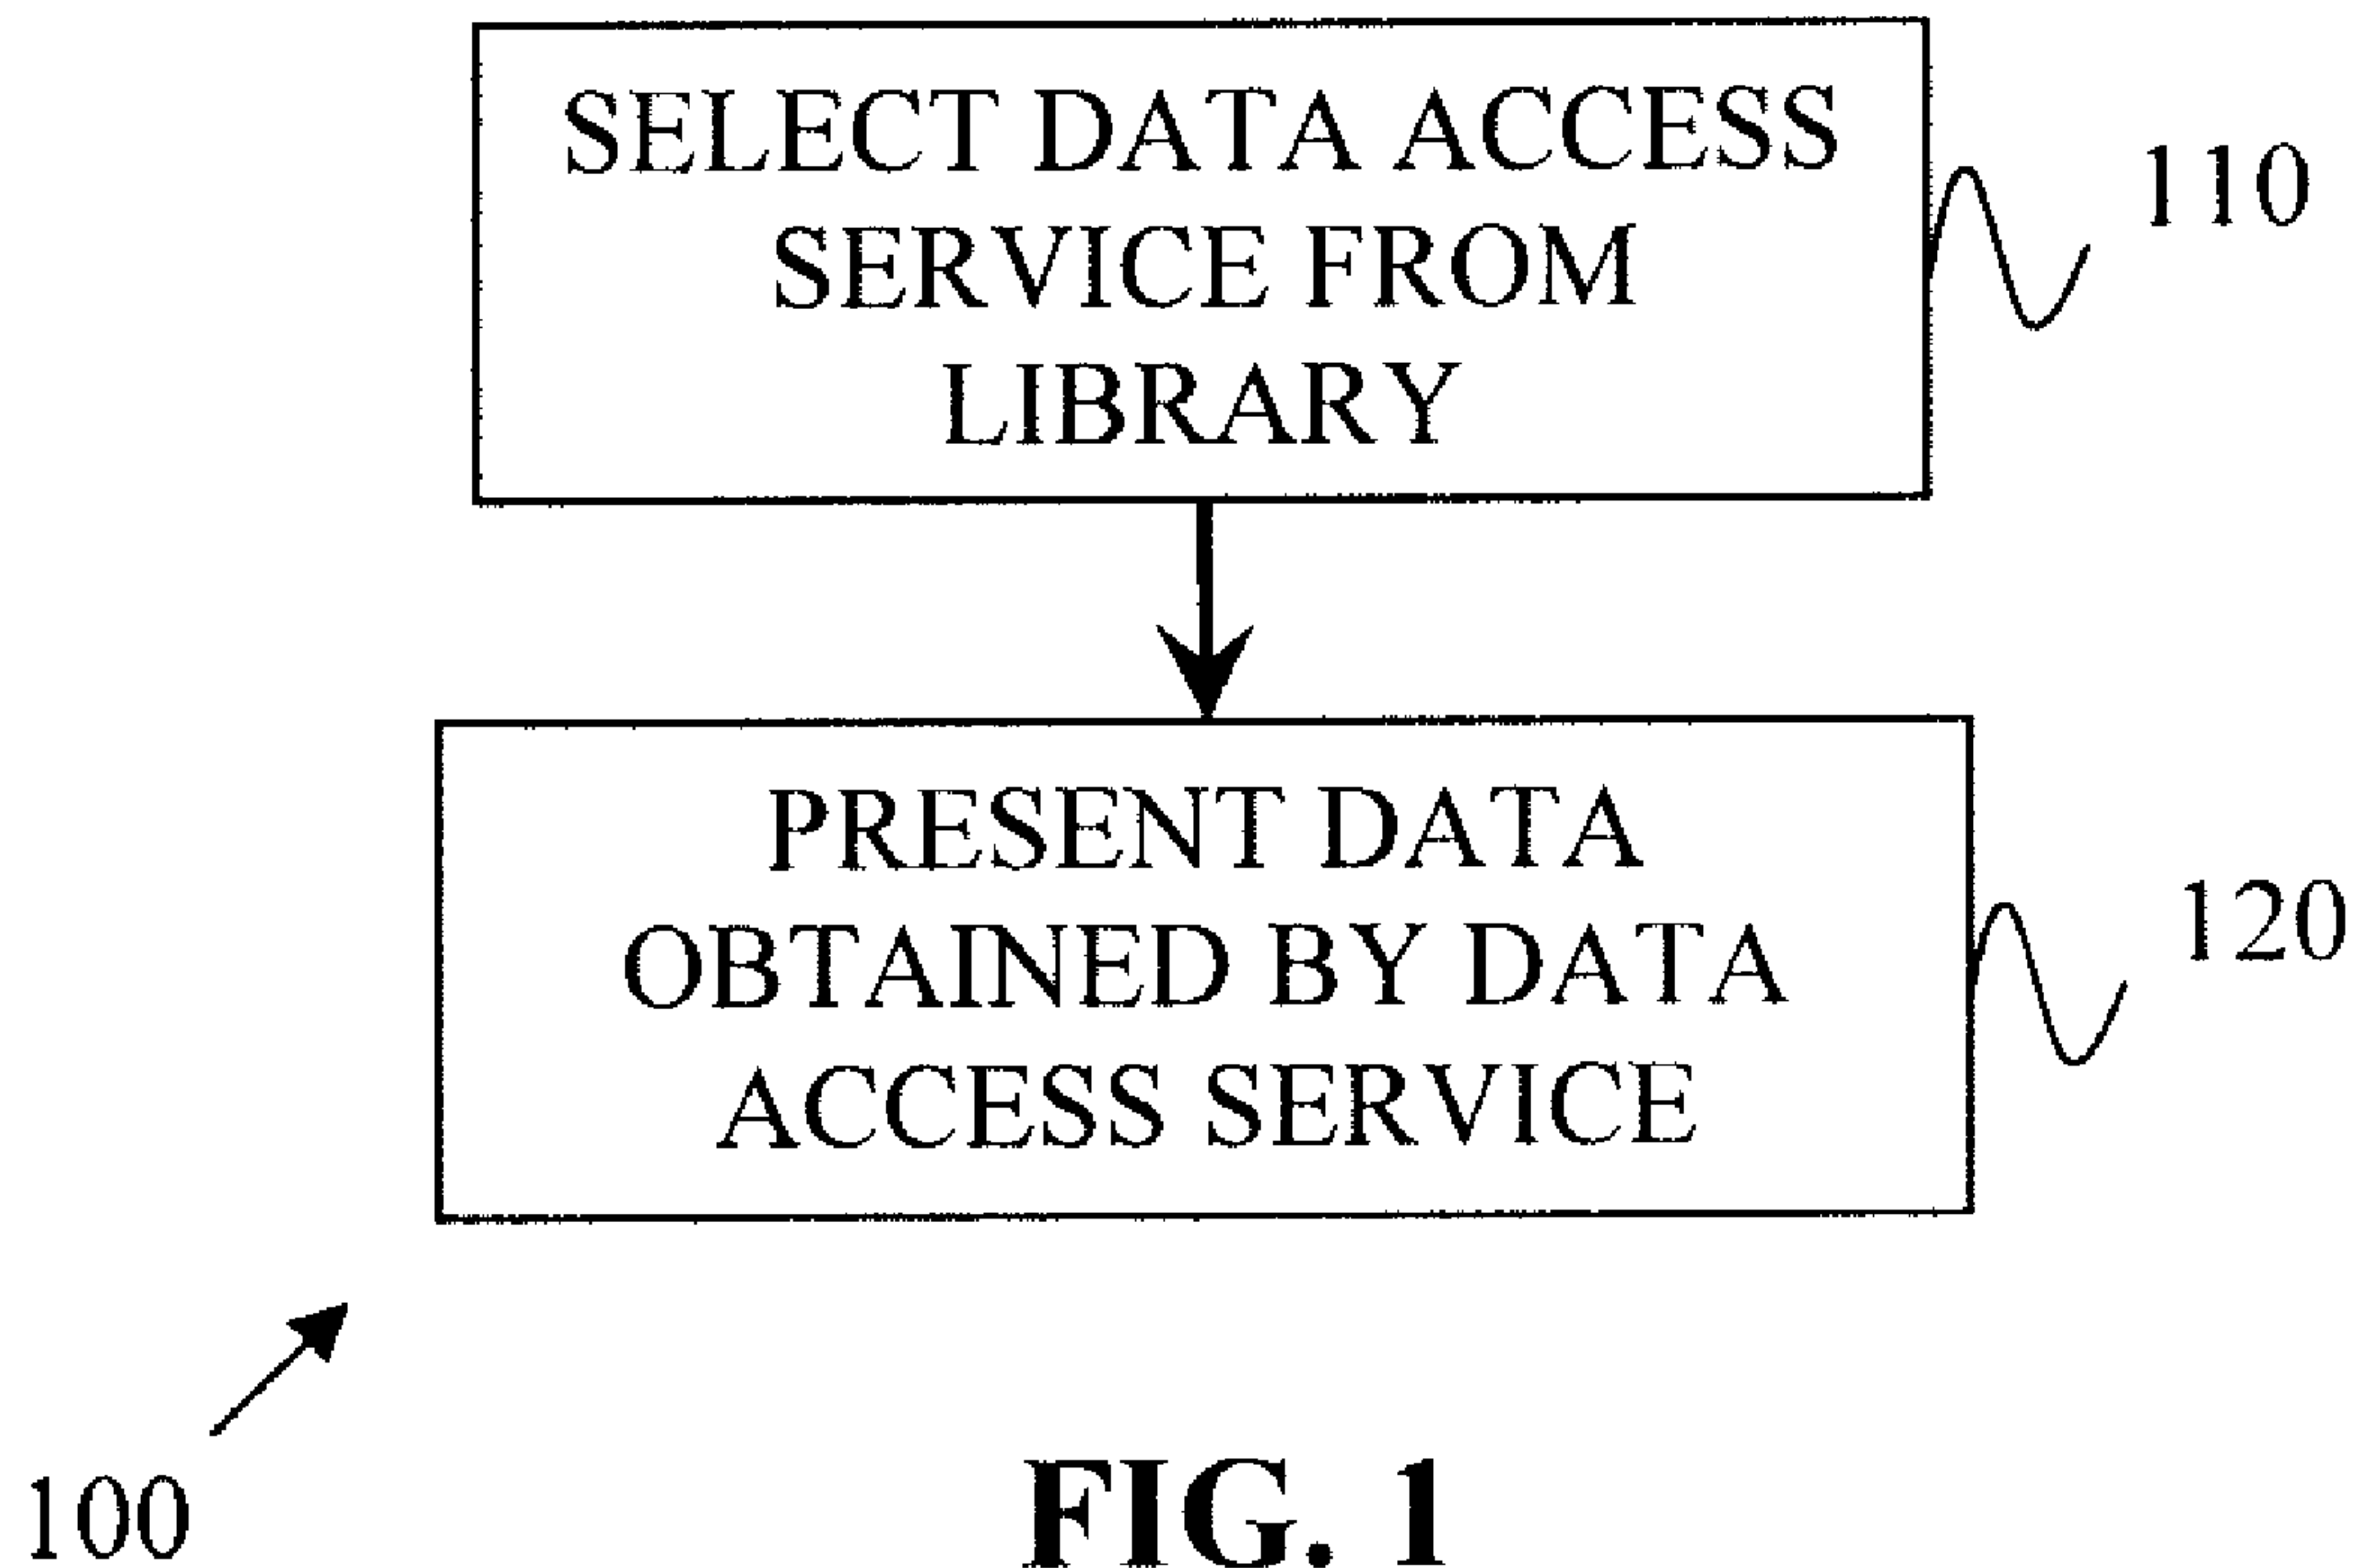 SELECT DATA ACCESS
SERVICE FROM
LIBRARY
110
PRESENT DATA
OBTAINED BY DATA
ACCESS SERVICE
120
100
FIG. 1